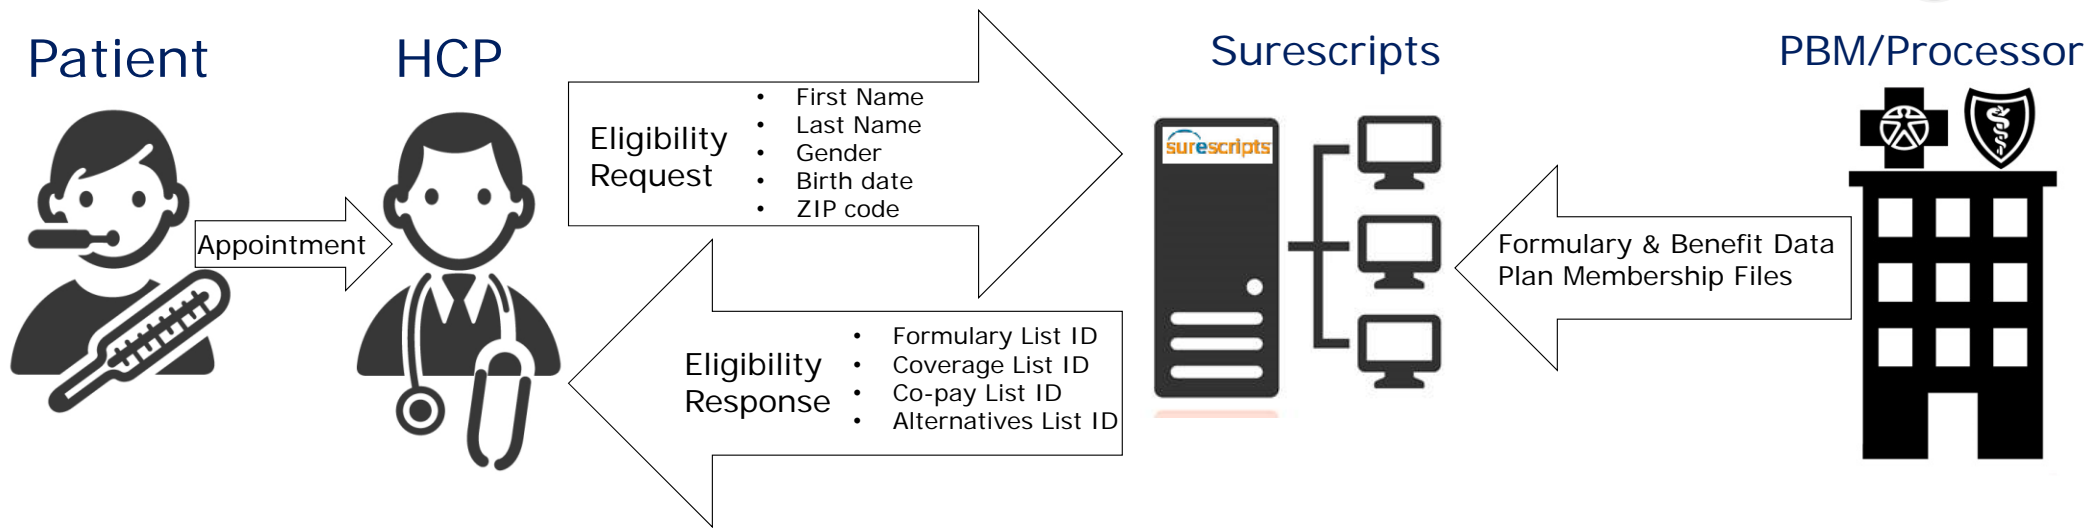 Patient
HCP
Surescripts
PBM/Processor
Appointment
Eligibility
Request
• First Name
• Last Name
• Gender
• Birth date
• ZIP code
Eligibility
Response
• Formulary List ID
• Coverage List ID
• Co-pay List ID
• Alternatives List ID
surescripts
Formulary & Benefit Data
Plan Membership Files